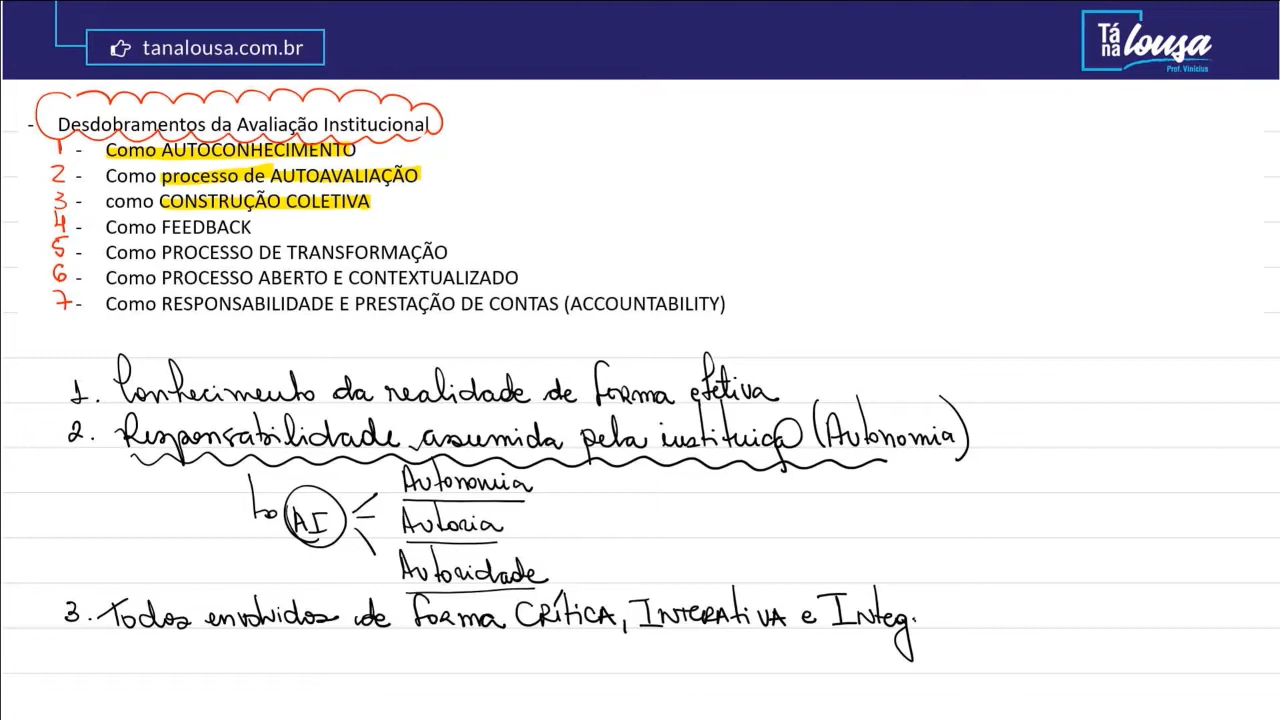 tanalousa.com.br
Tá na lousa
Prof. Vinícius
- Desdobramentos da Avaliação Institucional
1 - Como AUTOCONHECIMENTO
2 - Como processo de AUTOAVALIAÇÃO
3 - como CONSTRUÇÃO COLETIVA
4 - Como FEEDBACK
5 - Como PROCESSO DE TRANSFORMAÇÃO
6 - Como PROCESSO ABERTO E CONTEXTUALIZADO
7 - Como RESPONSABILIDADE E PRESTAÇÃO DE CONTAS (ACCOUNTABILITY)
1. Conhecimento da realidade de forma efetiva
2. Responsabilidade assumida pela instituiçã (Autonomia)
Autonomia
AI
Autoria
Autoridade
3. Todos envolvidos de forma CRÍTICA, INTERATIVA e Integ.